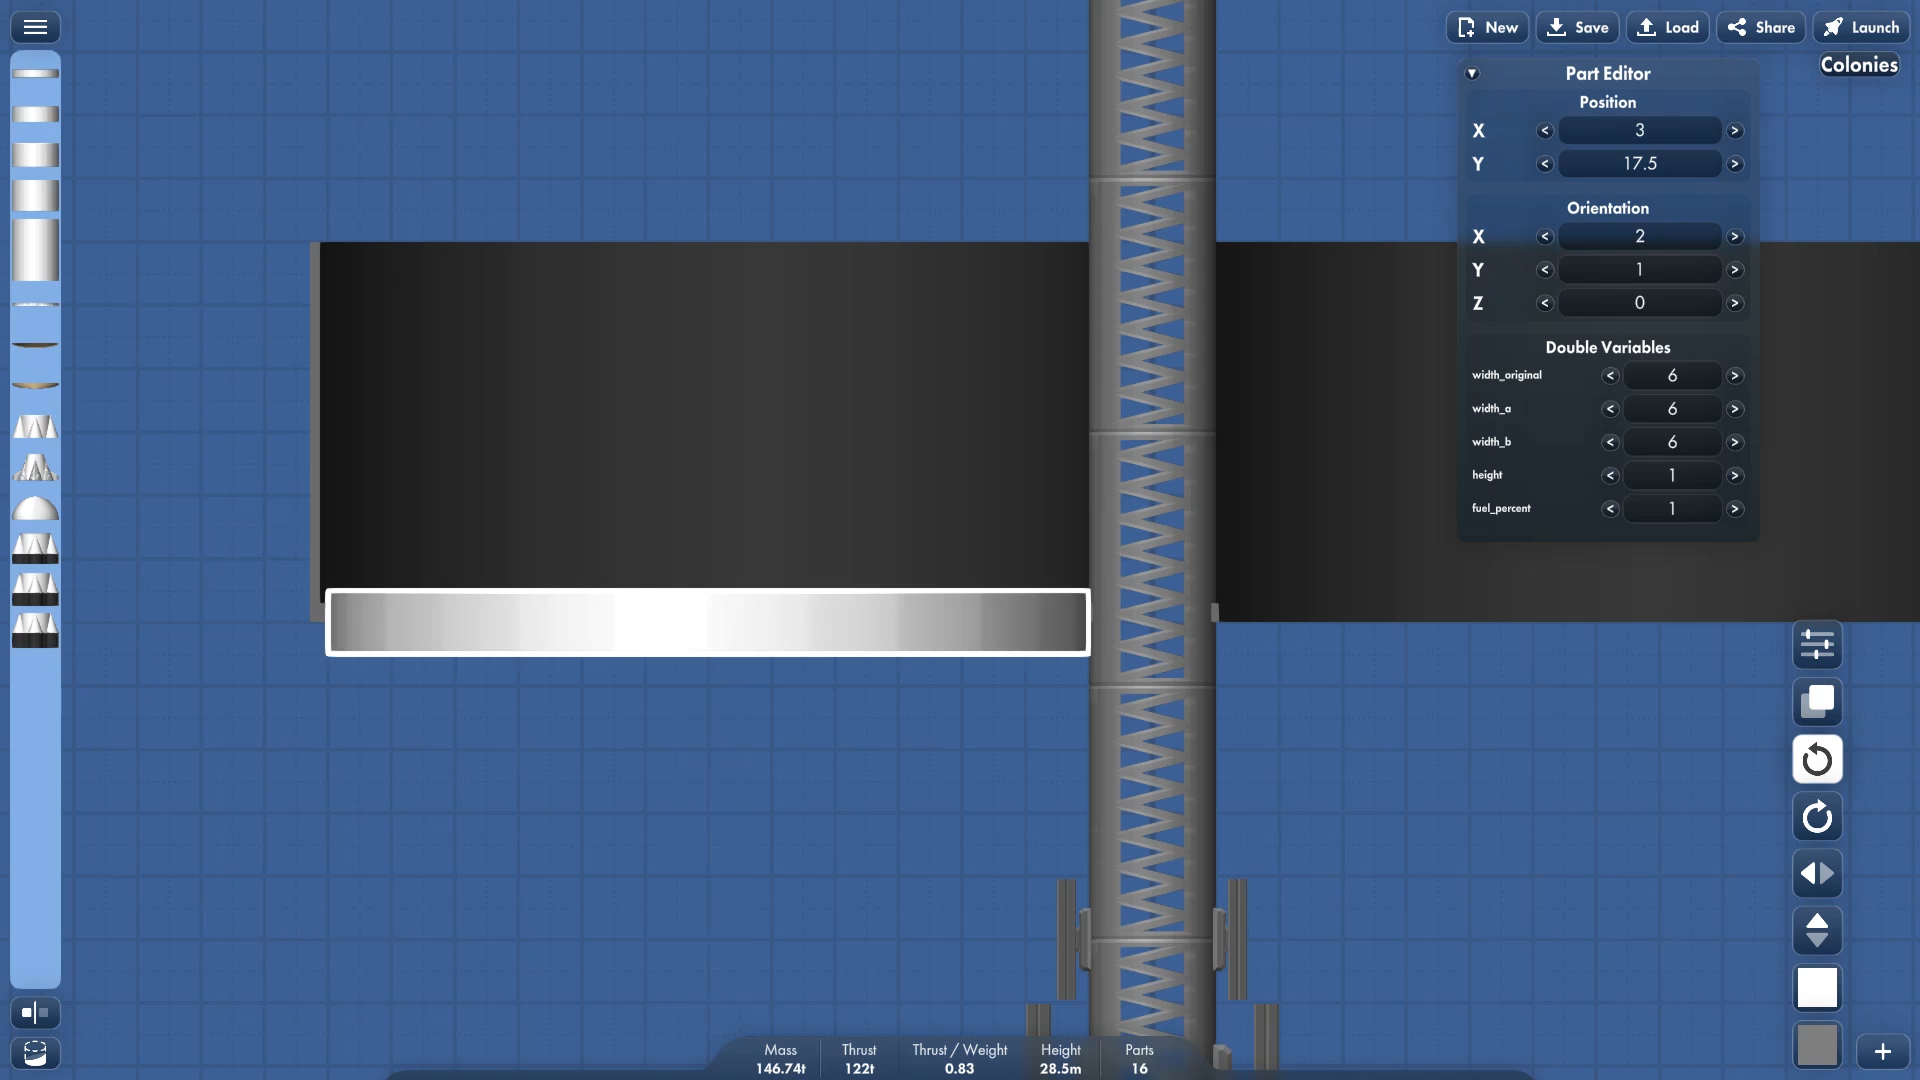 New
Save
Load
Share
Launch
Colonies
Part Editor
Position
X < 3 >
Y < 17.5 >
Orientation
X < 2 >
Y < 1 >
Z < 0 >
Double Variables
width_original < 6 >
width_a < 6 >
width_b < 6 >
height < 1 >
fuel_percent < 1 >
Mass Thrust Thrust / Weight Height Parts
146.74t 122t 0.83 28.5m 16